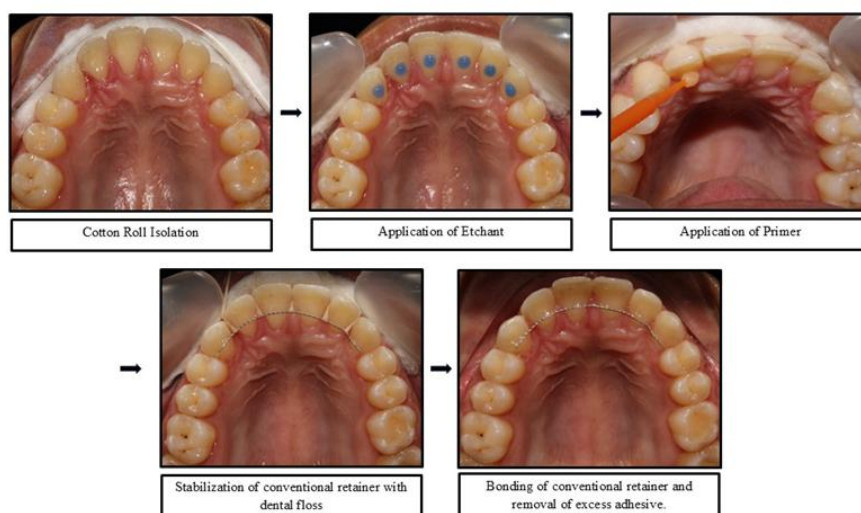 Cotton Roll Isolation
Application of Etchant
Application of Primer
Stabilization of conventional retainer with
dental floss
Bonding of conventional retainer and
removal of excess adhesive.